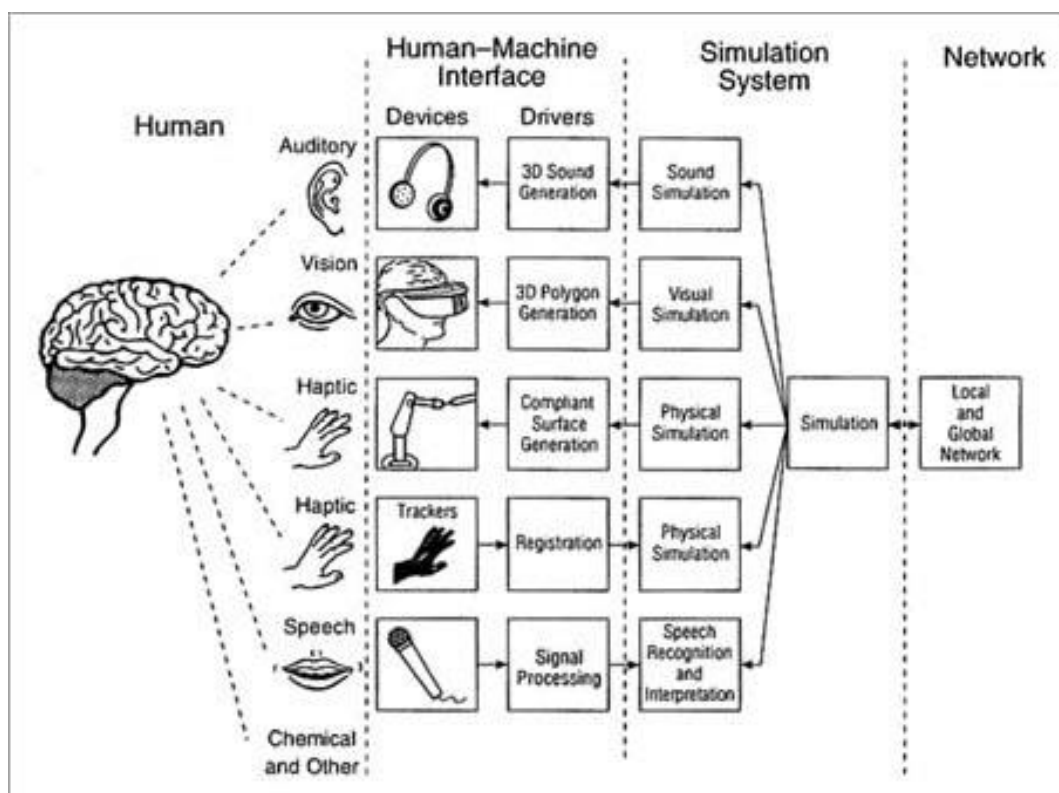 Human
Human–Machine
Interface
Simulation
System
Network
Devices
Drivers
Auditory
3D Sound
Generation
Sound
Simulation
Vision
3D Polygon
Generation
Visual
Simulation
Haptic
Compliant
Surface
Generation
Physical
Simulation
Simulation
Local
and
Global
Network
Haptic
Trackers
Registration
Physical
Simulation
Speech
Signal
Processing
Speech
Recognition
and
Interpretation
Chemical
and Other